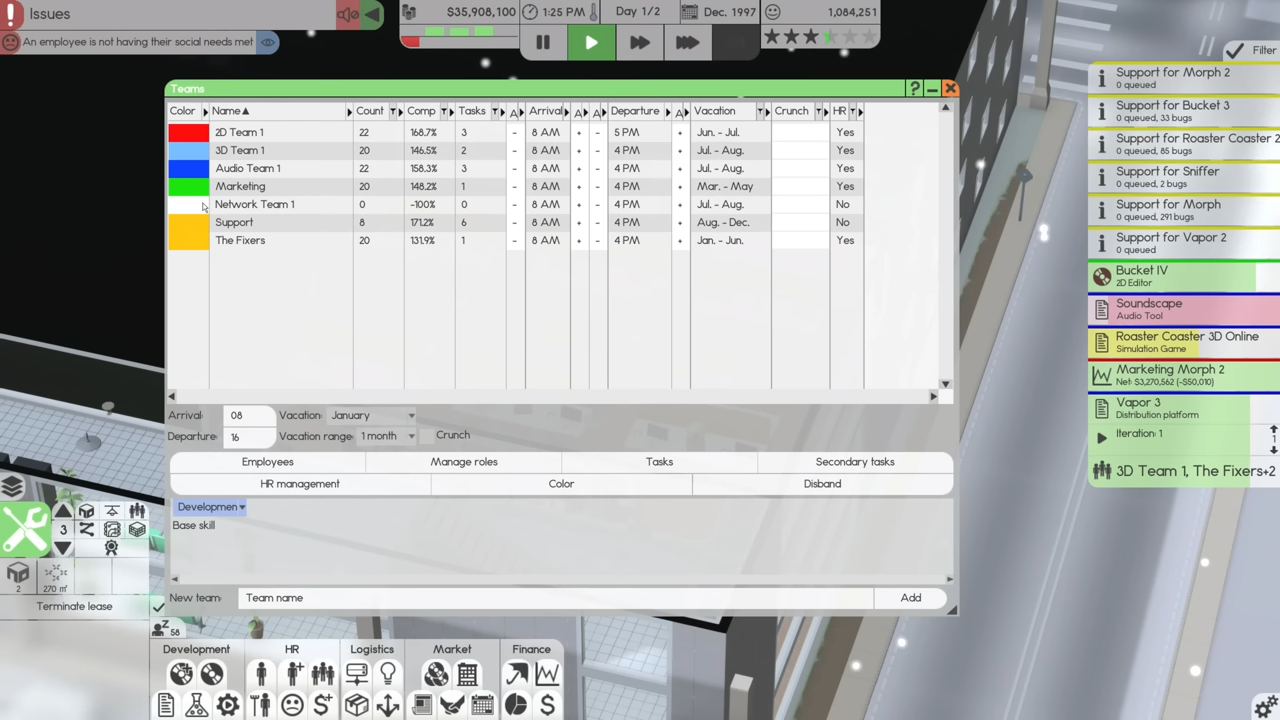 Issues
An employee is not having their social needs met
$35,908,100
1:25 PM
Day 1/2
Dec. 1997
1,084,251
Filter
Support for Morph 2
0 queued
Support for Bucket 3
0 queued, 33 bugs
Support for Roaster Coaster 2
0 queued, 85 bugs
Support for Sniffer
0 queued, 2 bugs
Support for Morph
0 queued, 291 bugs
Support for Vapor 2
0 queued
Bucket IV
2D Editor
Soundscape
Audio Tool
Roaster Coaster 3D Online
Simulation Game
Marketing Morph 2
Net: $3,270,562 (-$50,010)
Vapor 3
Distribution platform
Iteration: 1
1
3D Team 1, The Fixers+2
Teams
?
Color Name Count Comp Tasks A Arrival A A Departure A Vacation Crunch HR
2D Team 1 22 168.7% 3 - 8 AM + - 5 PM + Jun. - Jul. Yes
3D Team 1 20 146.5% 2 - 8 AM + - 4 PM + Jul. - Aug. Yes
Audio Team 1 22 158.3% 3 - 8 AM + - 4 PM + Jul. - Aug. Yes
Marketing 20 148.2% 1 - 8 AM + - 4 PM + Mar. - May Yes
Network Team 1 0 -100% 0 - 8 AM + - 4 PM + Jul. - Aug. No
Support 8 171.2% 6 - 8 AM + - 4 PM + Aug. - Dec. No
The Fixers 20 131.9% 1 - 8 AM + - 4 PM + Jan. - Jun. Yes
Arrival: 08 Vacation: January
Departure: 16 Vacation range: 1 month Crunch
Employees Manage roles Tasks Secondary tasks
HR management Color Disband
Developmen
Base skill
New team: Team name Add
3
2
270 m²
Terminate lease
58
Development HR Logistics Market Finance